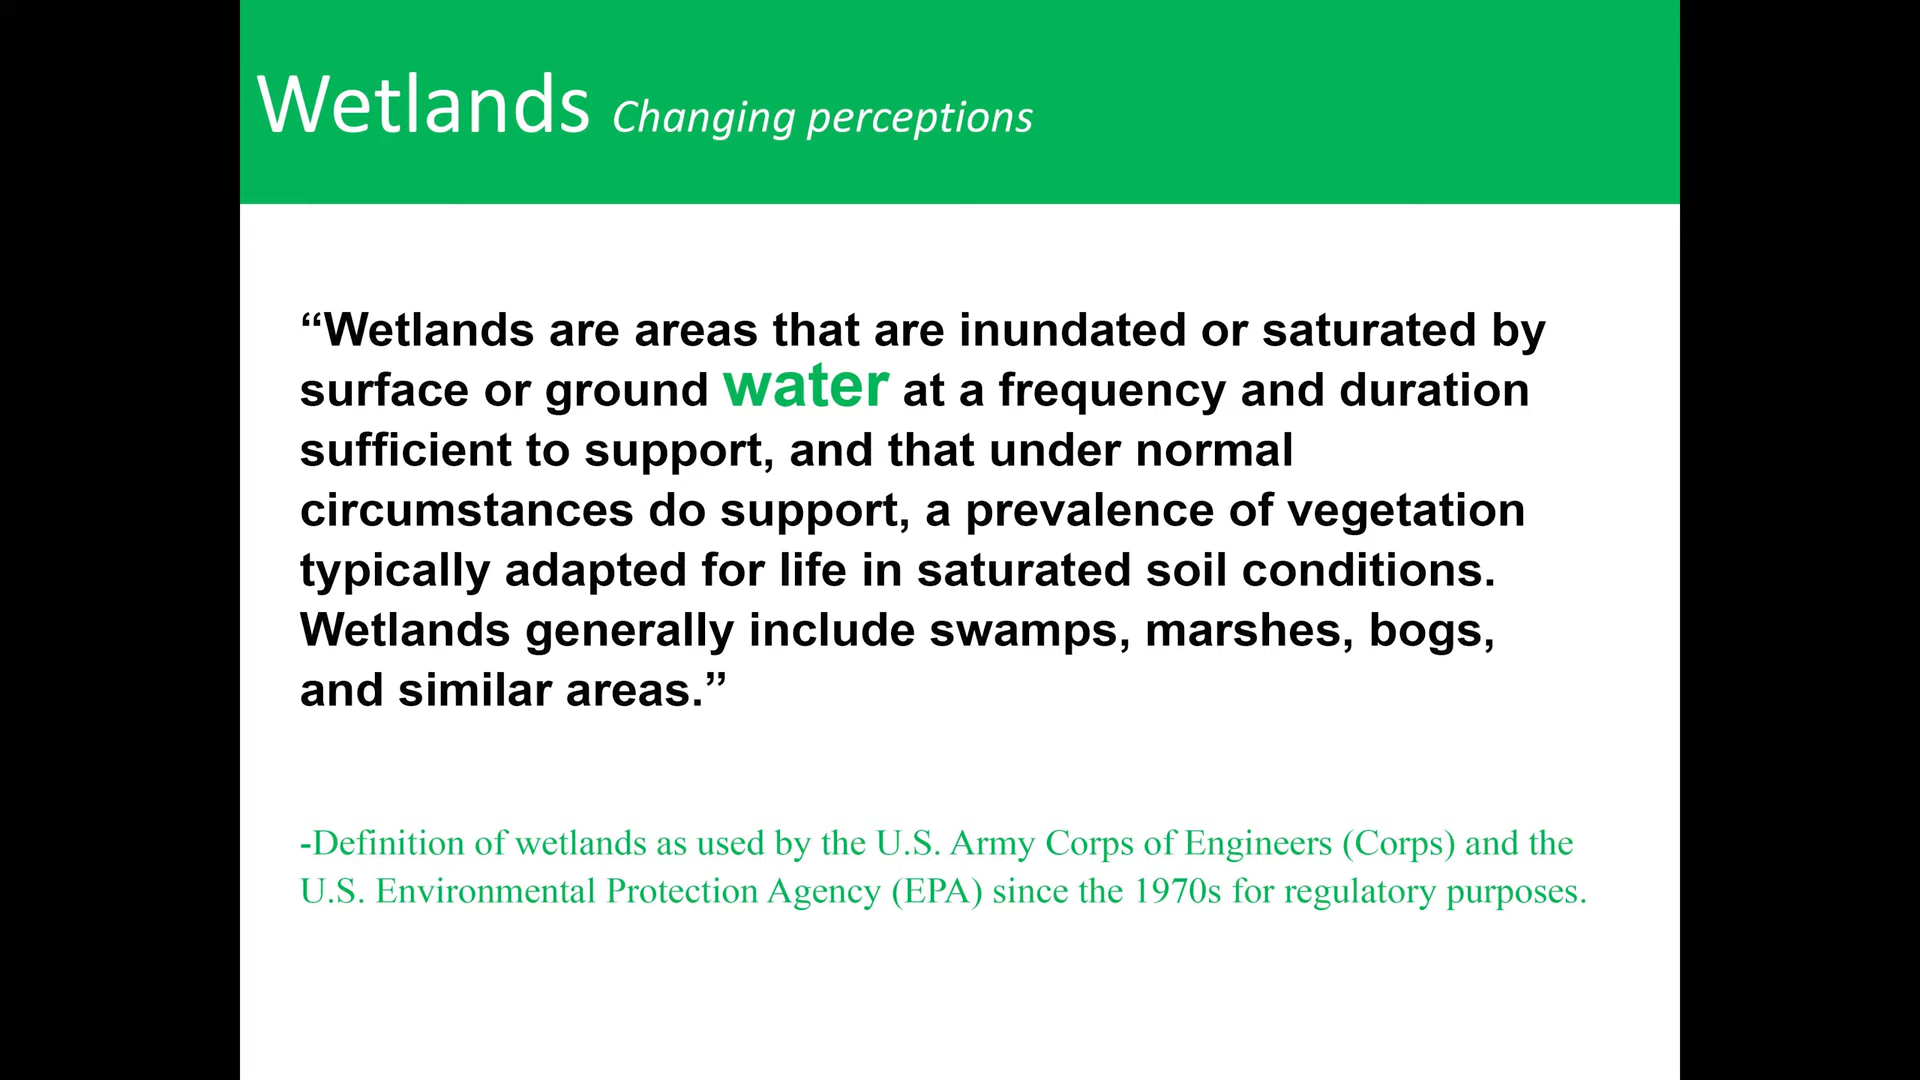 Wetlands Changing perceptions
“Wetlands are areas that are inundated or saturated by
surface or ground water at a frequency and duration
sufficient to support, and that under normal
circumstances do support, a prevalence of vegetation
typically adapted for life in saturated soil conditions.
Wetlands generally include swamps, marshes, bogs,
and similar areas.”
-Definition of wetlands as used by the U.S. Army Corps of Engineers (Corps) and the
U.S. Environmental Protection Agency (EPA) since the 1970s for regulatory purposes.